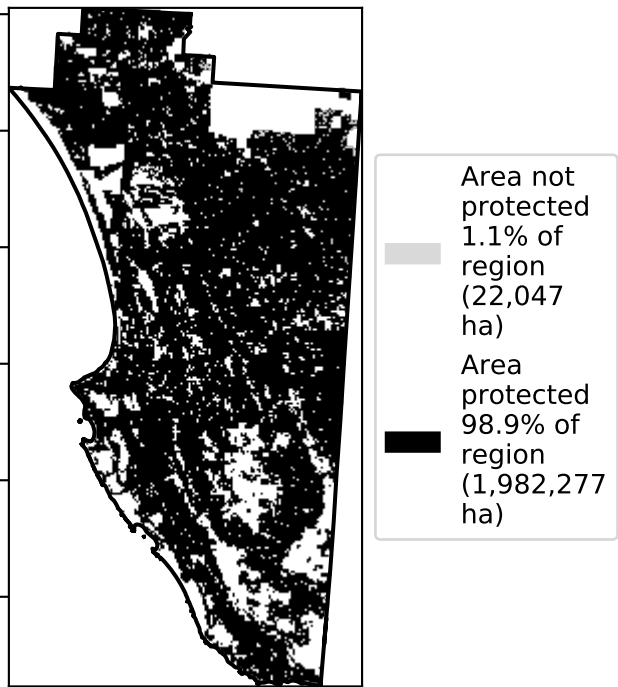 Area not
protected
1.1% of
region
(22,047
ha)
Area
protected
98.9% of
region
(1,982,277
ha)